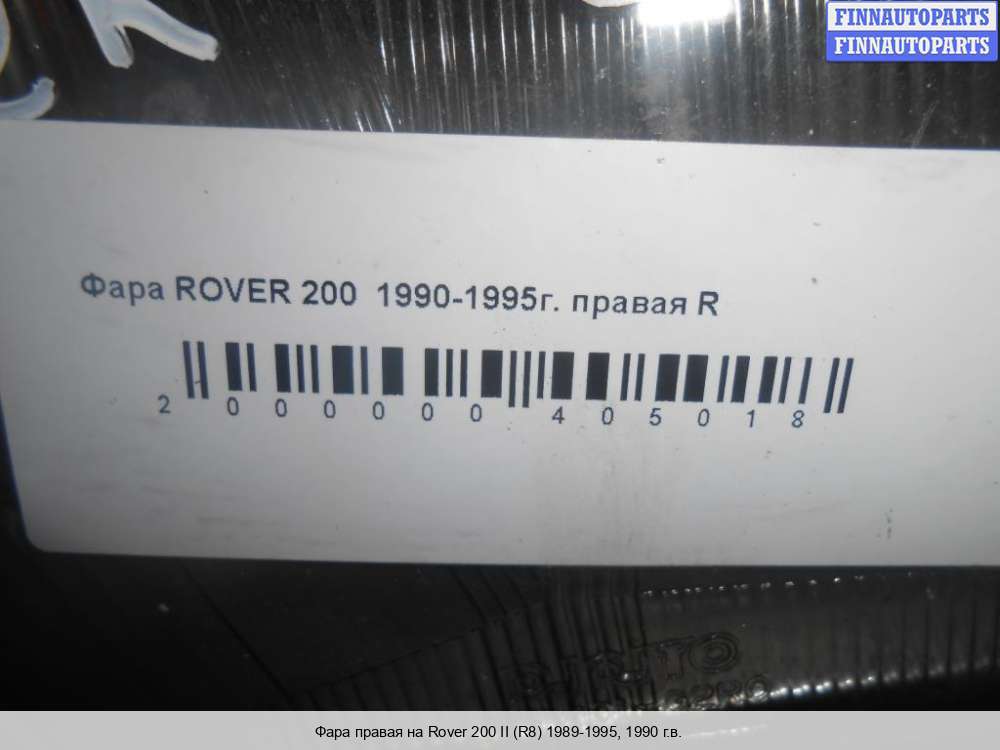 FINNAUTOPARTS
FINNAUTOPARTS
Фара ROVER 200 1990-1995г. правая R
2 000000 405018
Фара правая на Rover 200 II (R8) 1989-1995, 1990 г.в.